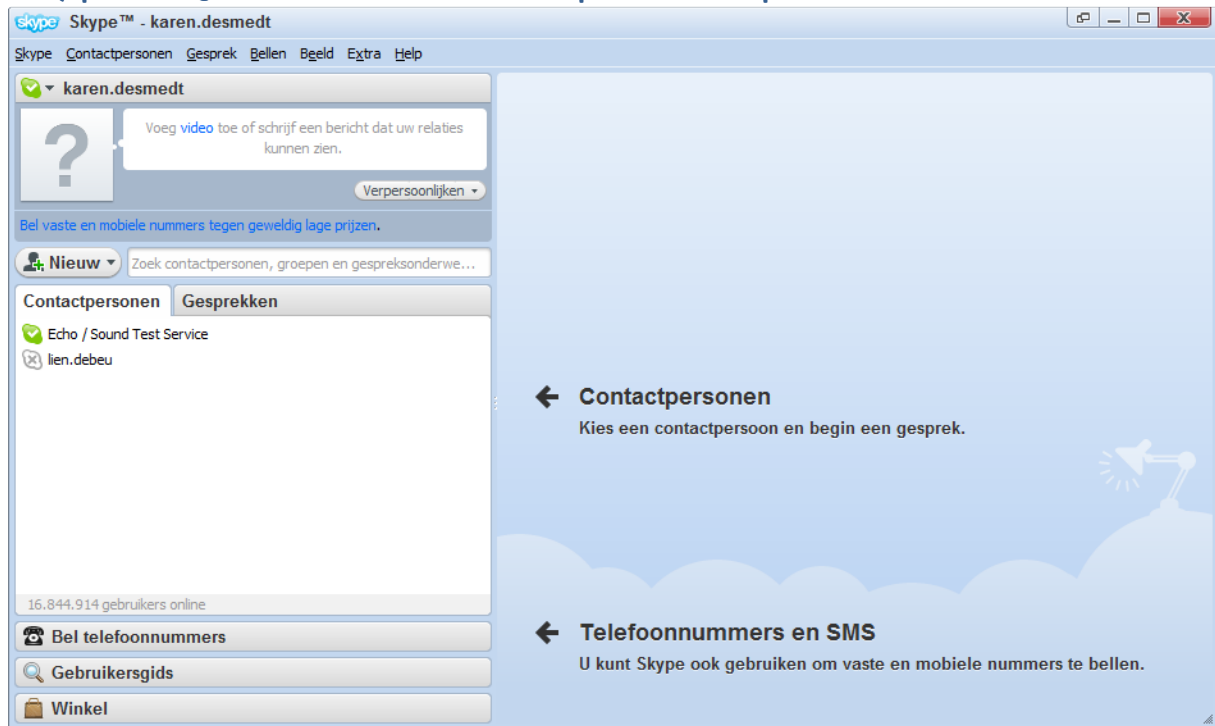 skype Skype™ - karen.desmedt
Skype Contactpersonen Gesprek Bellen Beeld Extra Help
karen.desmedt
Voeg video toe of schrijf een bericht dat uw relaties
kunnen zien.
Verpersoonlijken
Bel vaste en mobiele nummers tegen geweldig lage prijzen.
Nieuw
Zoek contactpersonen, groepen en gespreksonderwe...
Contactpersonen Gesprekken
Echo / Sound Test Service
lien.debeu
16.844.914 gebruikers online
Bel telefoonnummers
Gebruikersgids
Winkel
Contactpersonen
Kies een contactpersoon en begin een gesprek.
Telefoonnummers en SMS
U kunt Skype ook gebruiken om vaste en mobiele nummers te bellen.